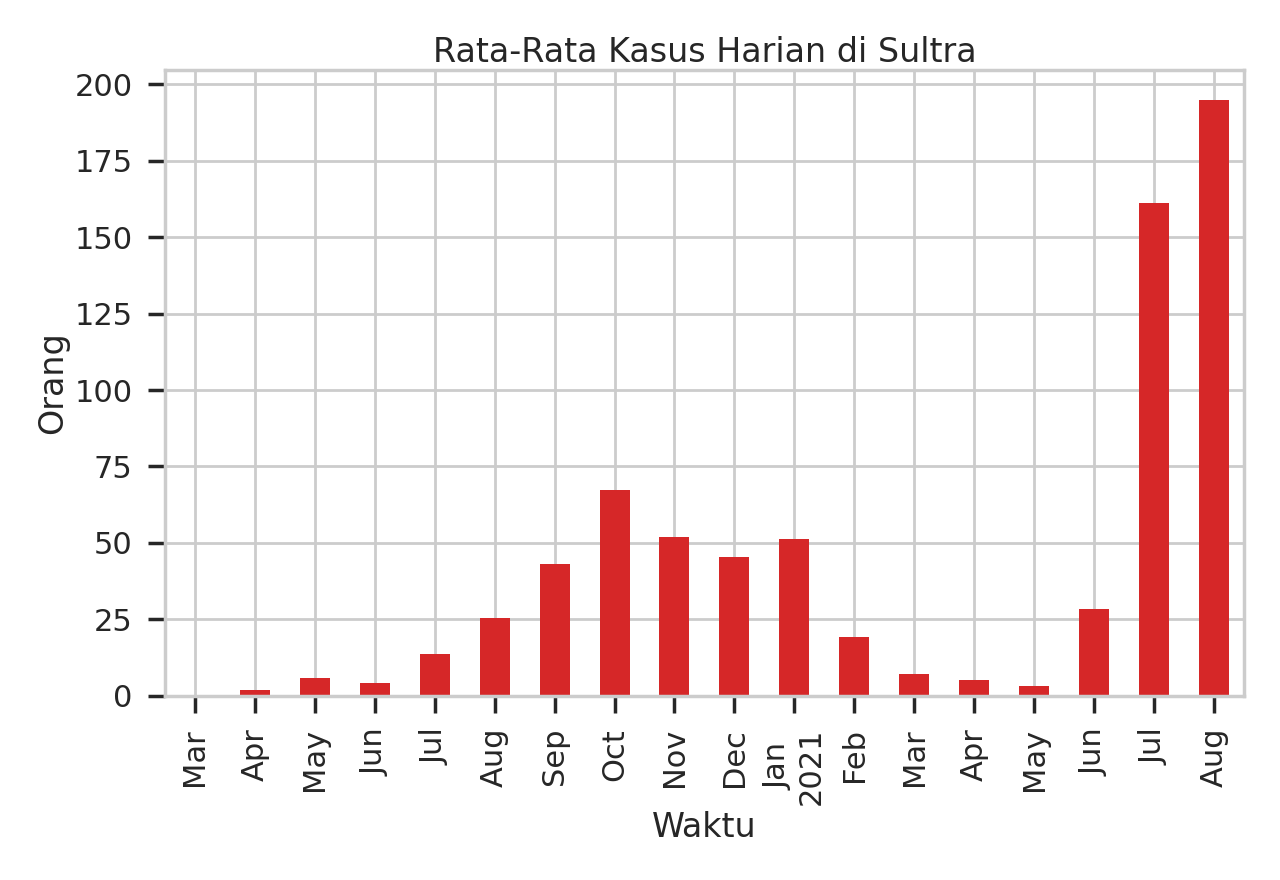 Rata-Rata Kasus Harian di Sultra
200
175
150
125
100
75
50
25
0
Orang
Mar
Apr
May
Jun
Jul
Aug
Sep
Oct
Nov
Dec
Jan
2021
Feb
Mar
Apr
May
Jun
Jul
Aug
Waktu